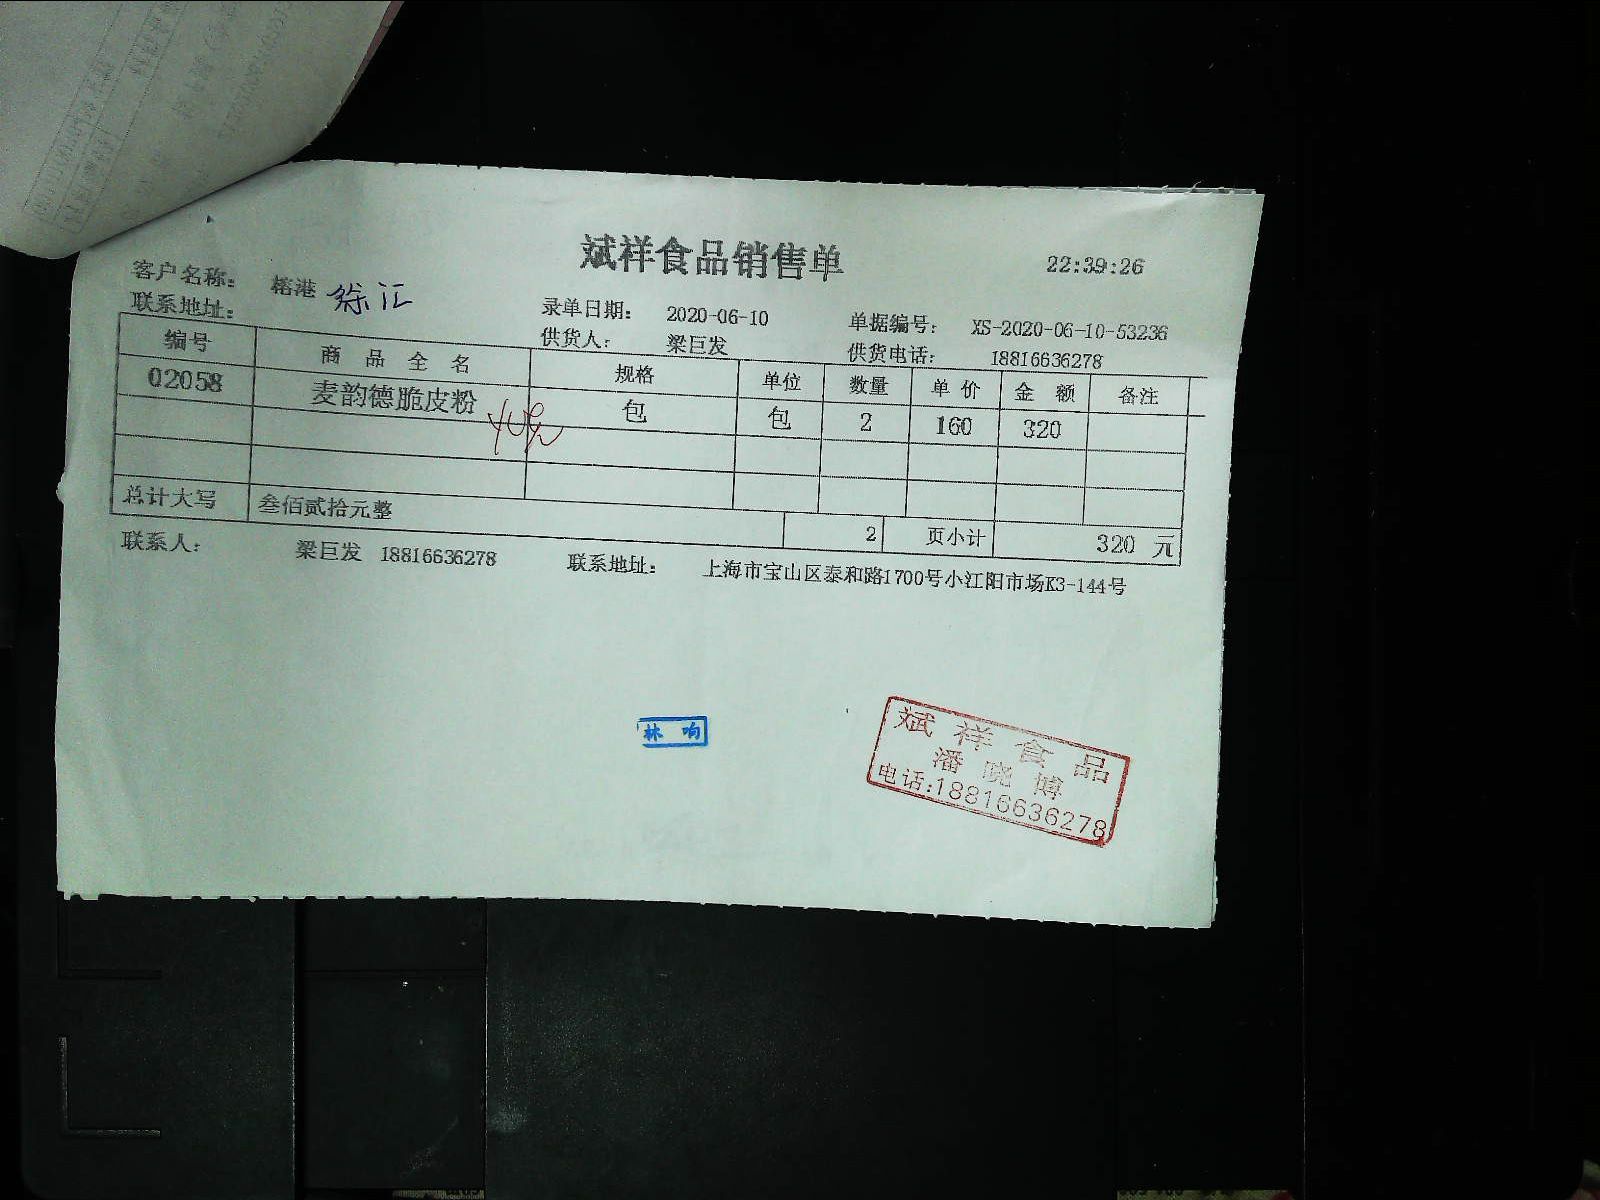 斌祥食品销售单
22:39:26
客户名称: 榕港 徐汇
联系地址:
录单日期: 2020-06-10 单据编号: XS-2020-06-10-53236
供货人: 梁巨发 供货电话: 18816636278
编号 商品全名 规格 单位 数量 单价 金额 备注
02058 麦韵德脆皮粉 包 包 2 160 320
总计大写 叁佰贰拾元整 2 页小计 320 元
联系人: 梁巨发 18816636278 联系地址: 上海市宝山区泰和路1700号小江阳市场K3-144号
林 响
斌祥食品
潘晓博
电话:18816636278